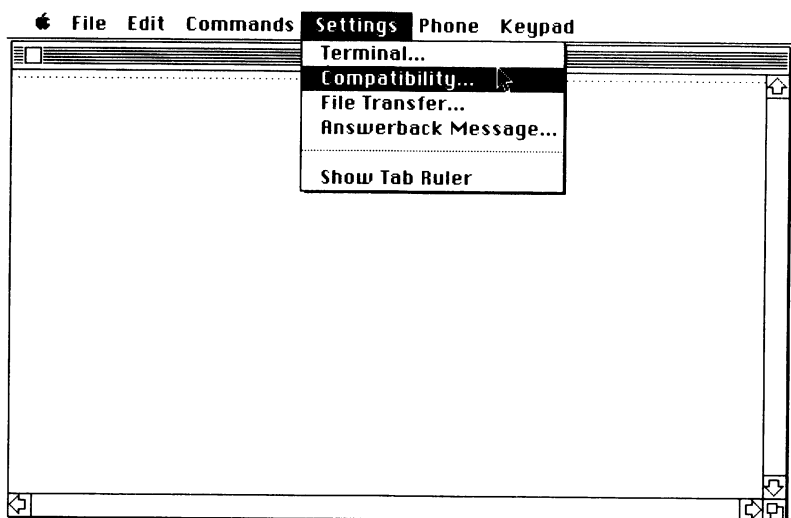 File Edit Commands Settings Phone Keypad
Terminal...
Compatibility...
File Transfer...
Answerback Message...
Show Tab Ruler